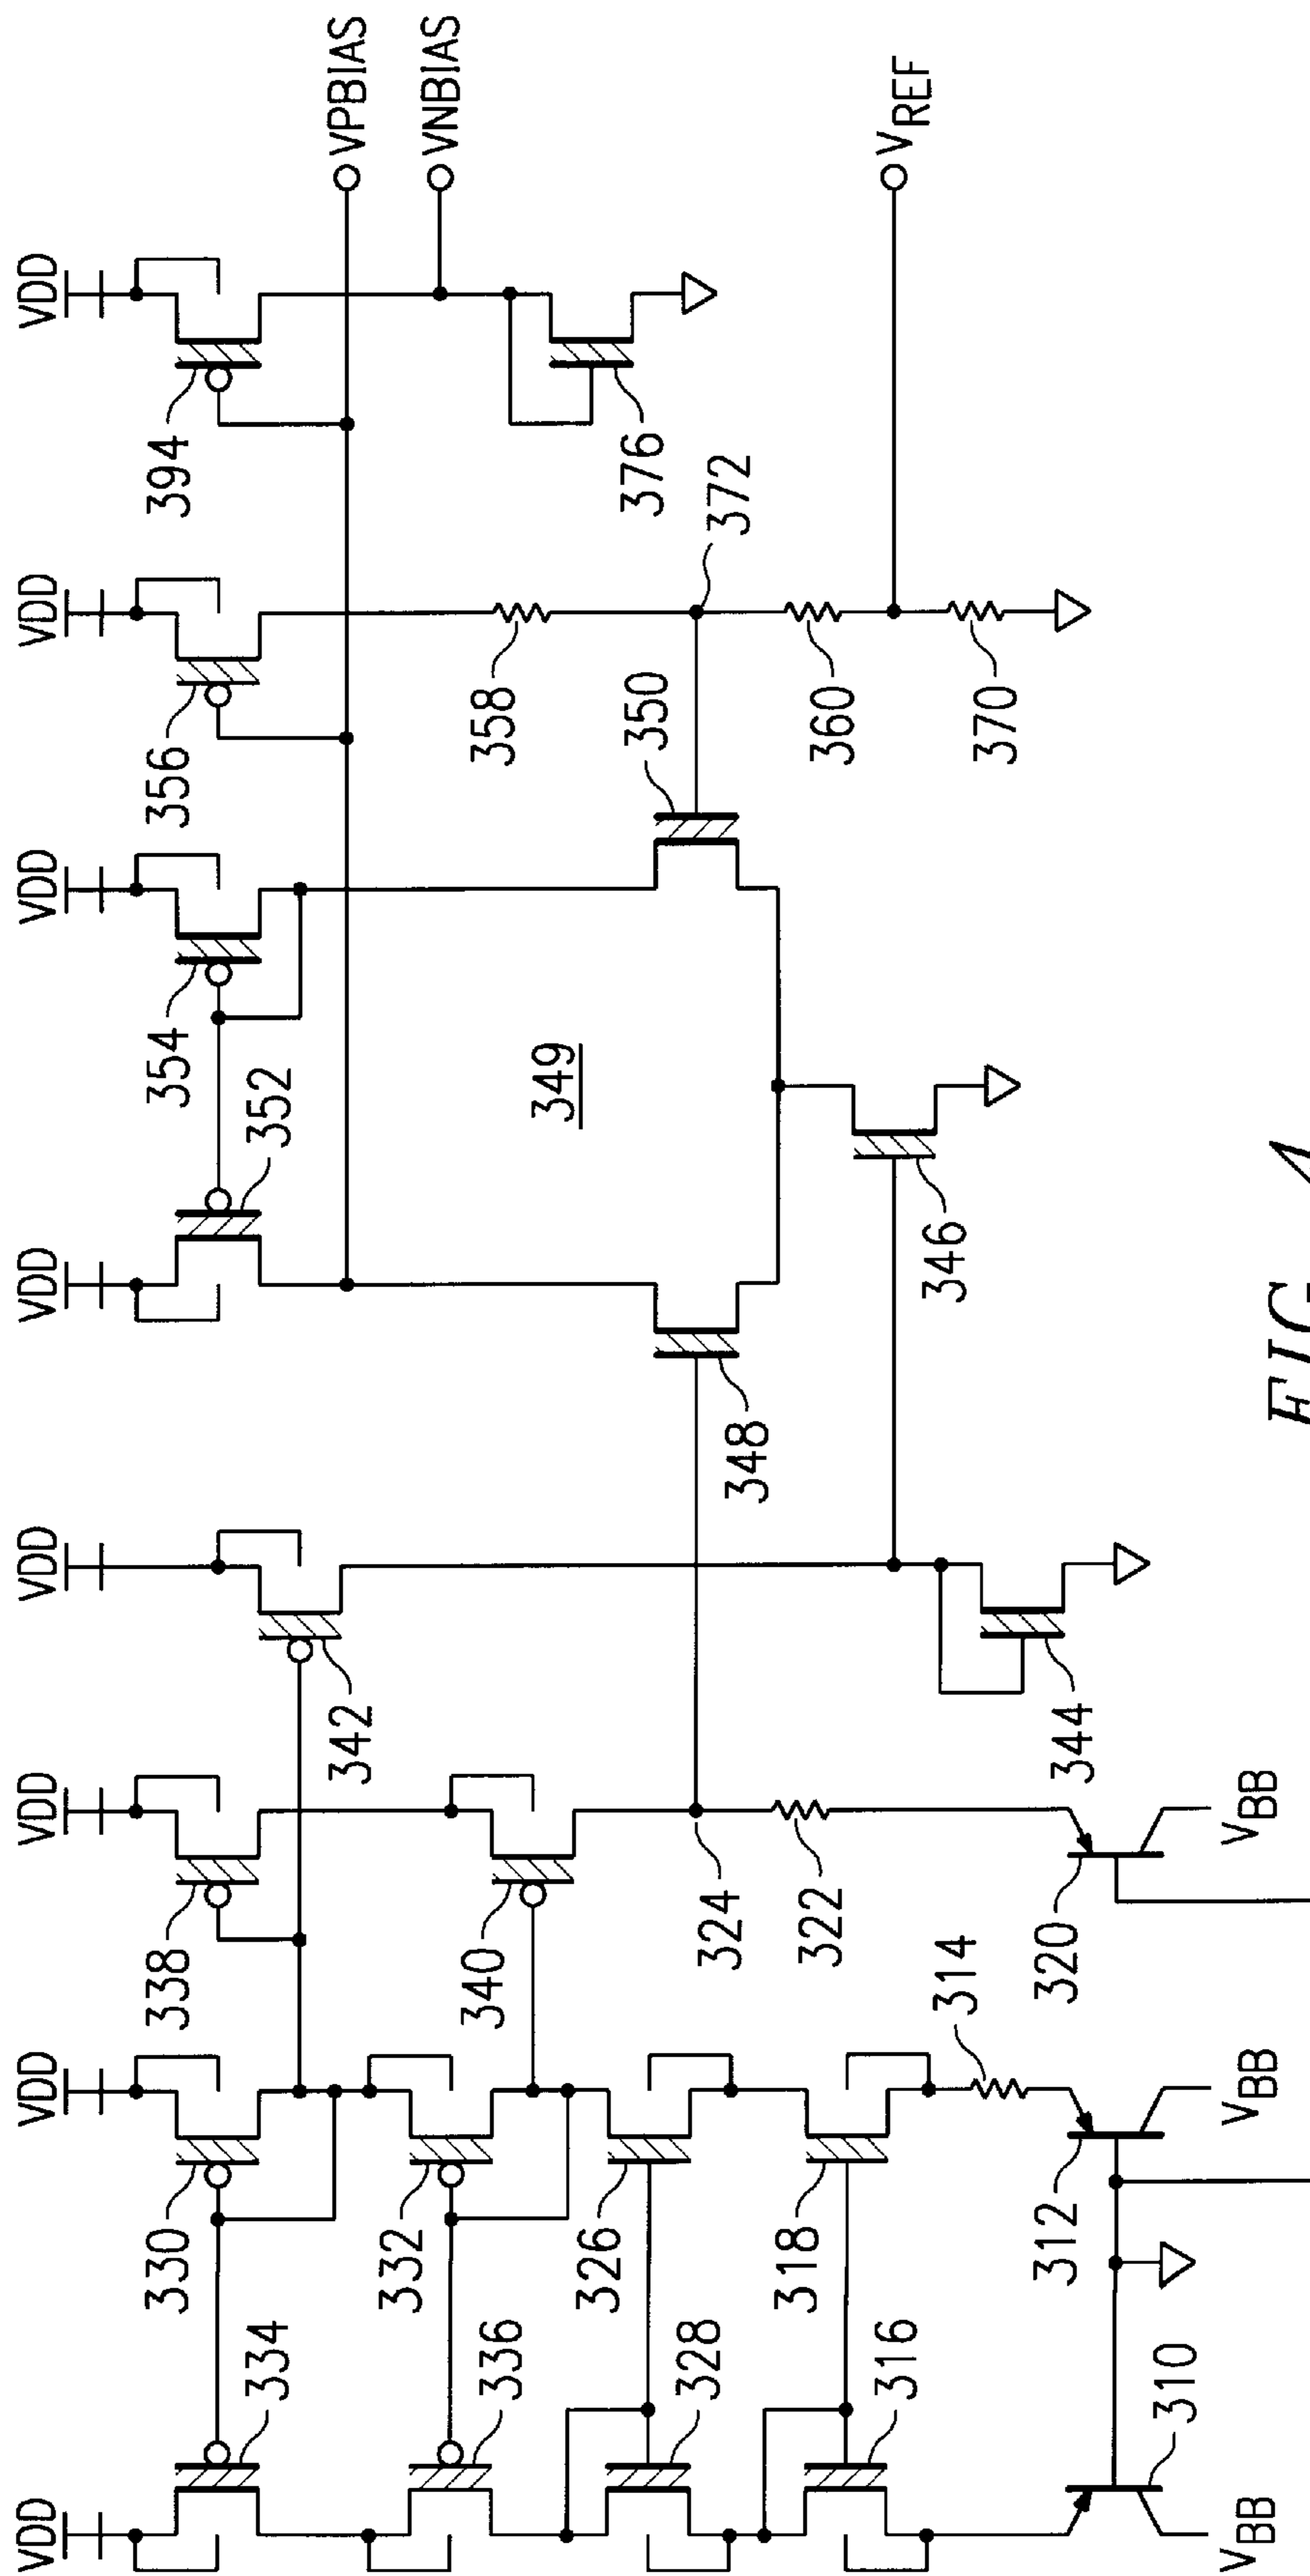 VDD
VDD
VDD
VDD
VDD
VDD
VDD
VDD
334
330
338
342
352
354
356
394
VPBIAS
VNBIAS
336
332
340
349
358
376
328
326
324
348
350
372
316
318
322
346
360
VREF
314
344
370
310
312
320
VBB
VBB
VBB
FIG. 4